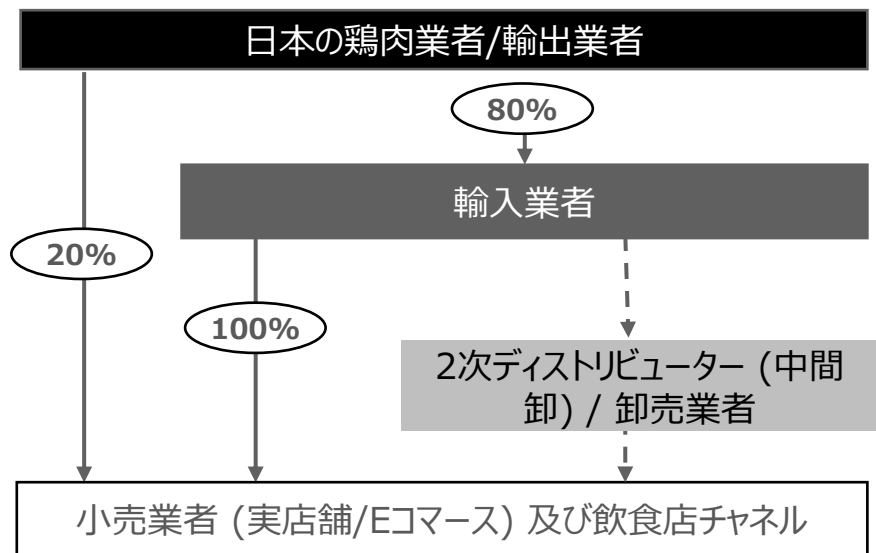 日本の鶏肉業者/輸出業者
80%
輸入業者
20%
100%
2次ディストリビューター (中間
卸) / 卸売業者
小売業者 (実店舗/Eコマース) 及び飲食店チャネル